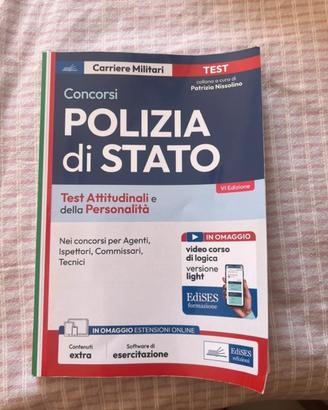 Carriere Militari
TEST
collana a cura di
Patrizia Nissolino
Concorsi
POLIZIA
di STATO
VI Edizione
Test Attitudinali e
della Personalità
Nei concorsi per Agenti,
Ispettori, Commissari,
Tecnici
IN OMAGGIO
video corso
di logica
versione
light
EdiSES
formazione
IN OMAGGIO ESTENSIONI ONLINE
Contenuti
extra
Software di
esercitazione
EdiSES
edizioni